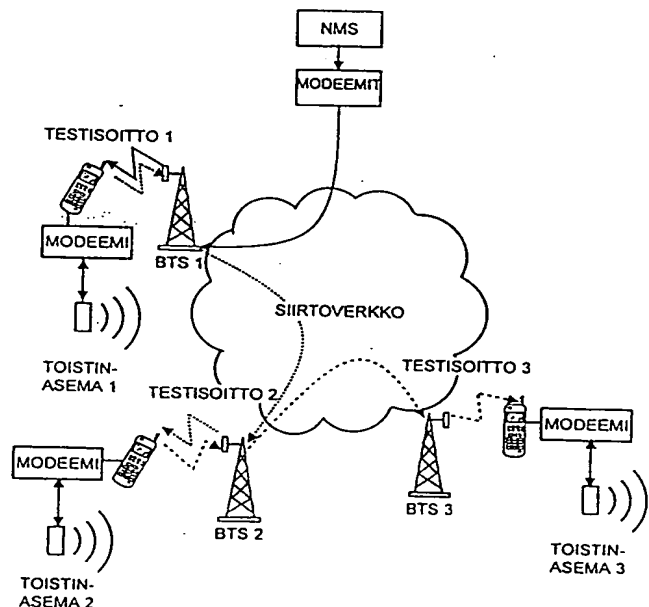 NMS
MODEEMIT
TESTISOITTO 1
MODEEMI
BTS 1
TOISTIN-
ASEMA 1
SIIRTOVERKKO
TESTISOITTO 2
MODEEMI
BTS 2
TOISTIN-
ASEMA 2
TESTISOITTO 3
MODEEMI
BTS 3
TOISTIN-
ASEMA 3